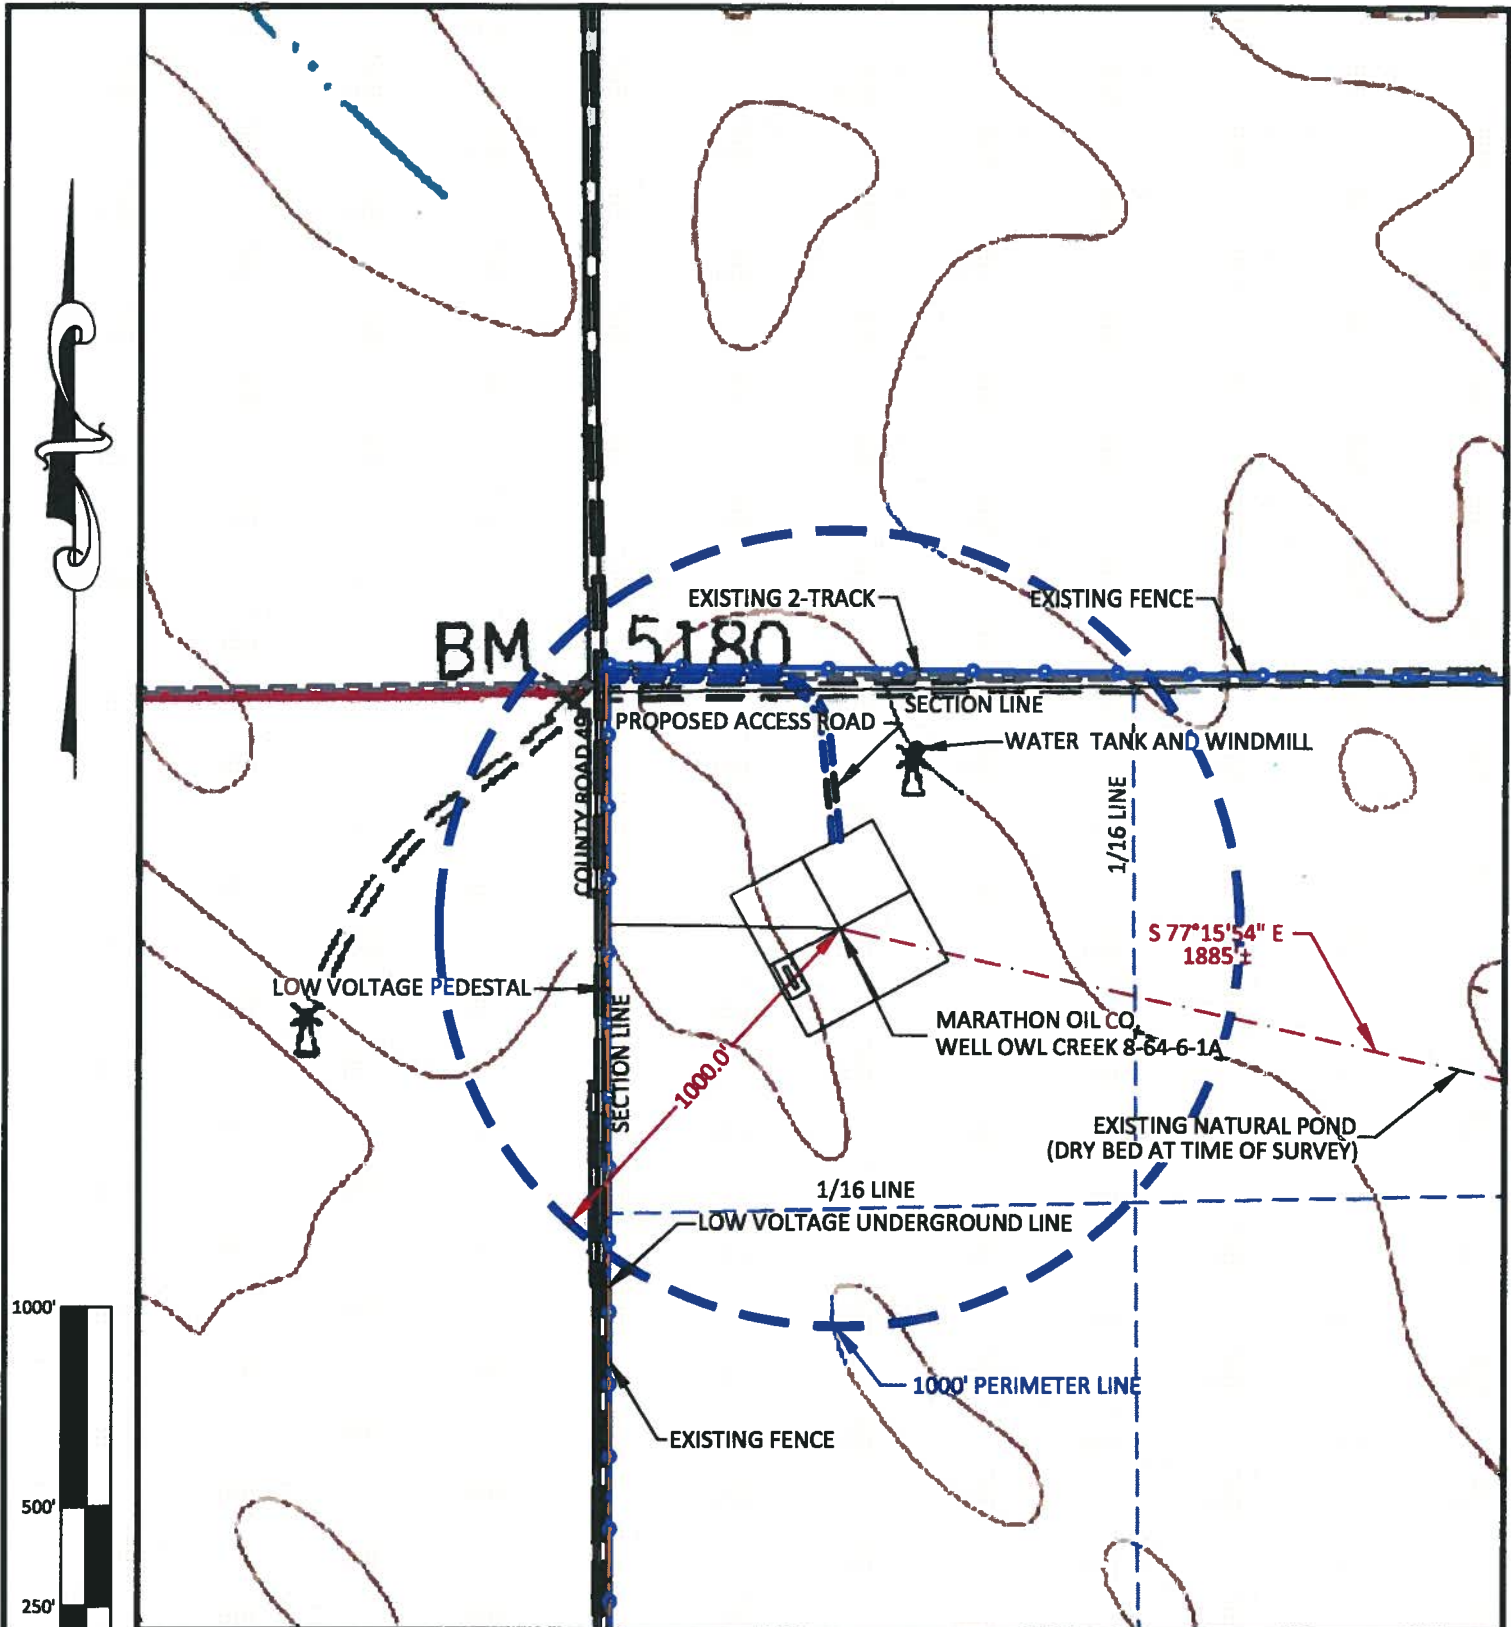 EXISTING 2-TRACK
EXISTING FENCE
BM 5180
SECTION LINE
PROPOSED ACCESS ROAD
WATER TANK AND WINDMILL
COUNTY ROAD 49
1/16 LINE
S 77°15'54" E
1885'±
LOW VOLTAGE PEDESTAL
SECTION LINE
MARATHON OIL CO.
WELL OWL CREEK 8-64-6-1A
1000.0'
EXISTING NATURAL POND
(DRY BED AT TIME OF SURVEY)
1/16 LINE
LOW VOLTAGE UNDERGROUND LINE
1000'
1000' PERIMETER LINE
EXISTING FENCE
500'
250'